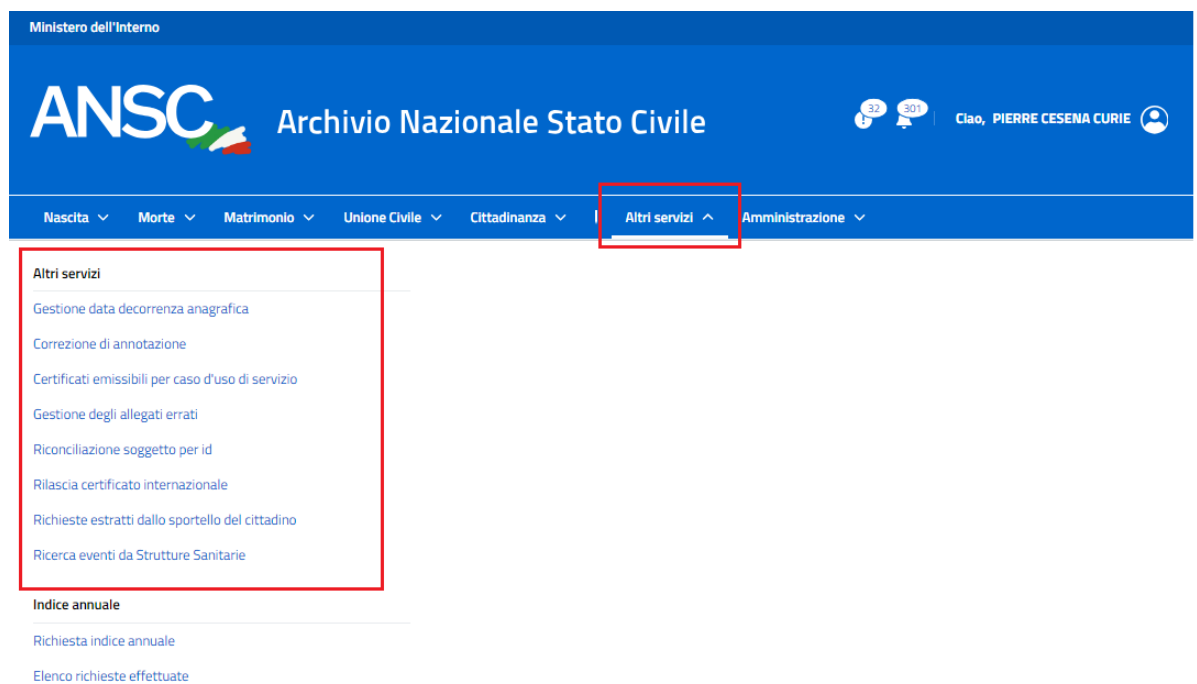 Ministero dell'Interno
ANSC Archivio Nazionale Stato Civile 32 301 Ciao, PIERRE CESENA CURIE
Nascita Morte Matrimonio Unione Civile Cittadinanza Altri servizi Amministrazione
Altri servizi
Gestione data decorrenza anagrafica
Correzione di annotazione
Certificati emissibili per caso d'uso di servizio
Gestione degli allegati errati
Riconciliazione soggetto per id
Rilascia certificato internazionale
Richieste estratti dallo sportello del cittadino
Ricerca eventi da Strutture Sanitarie
Indice annuale
Richiesta indice annuale
Elenco richieste effettuate